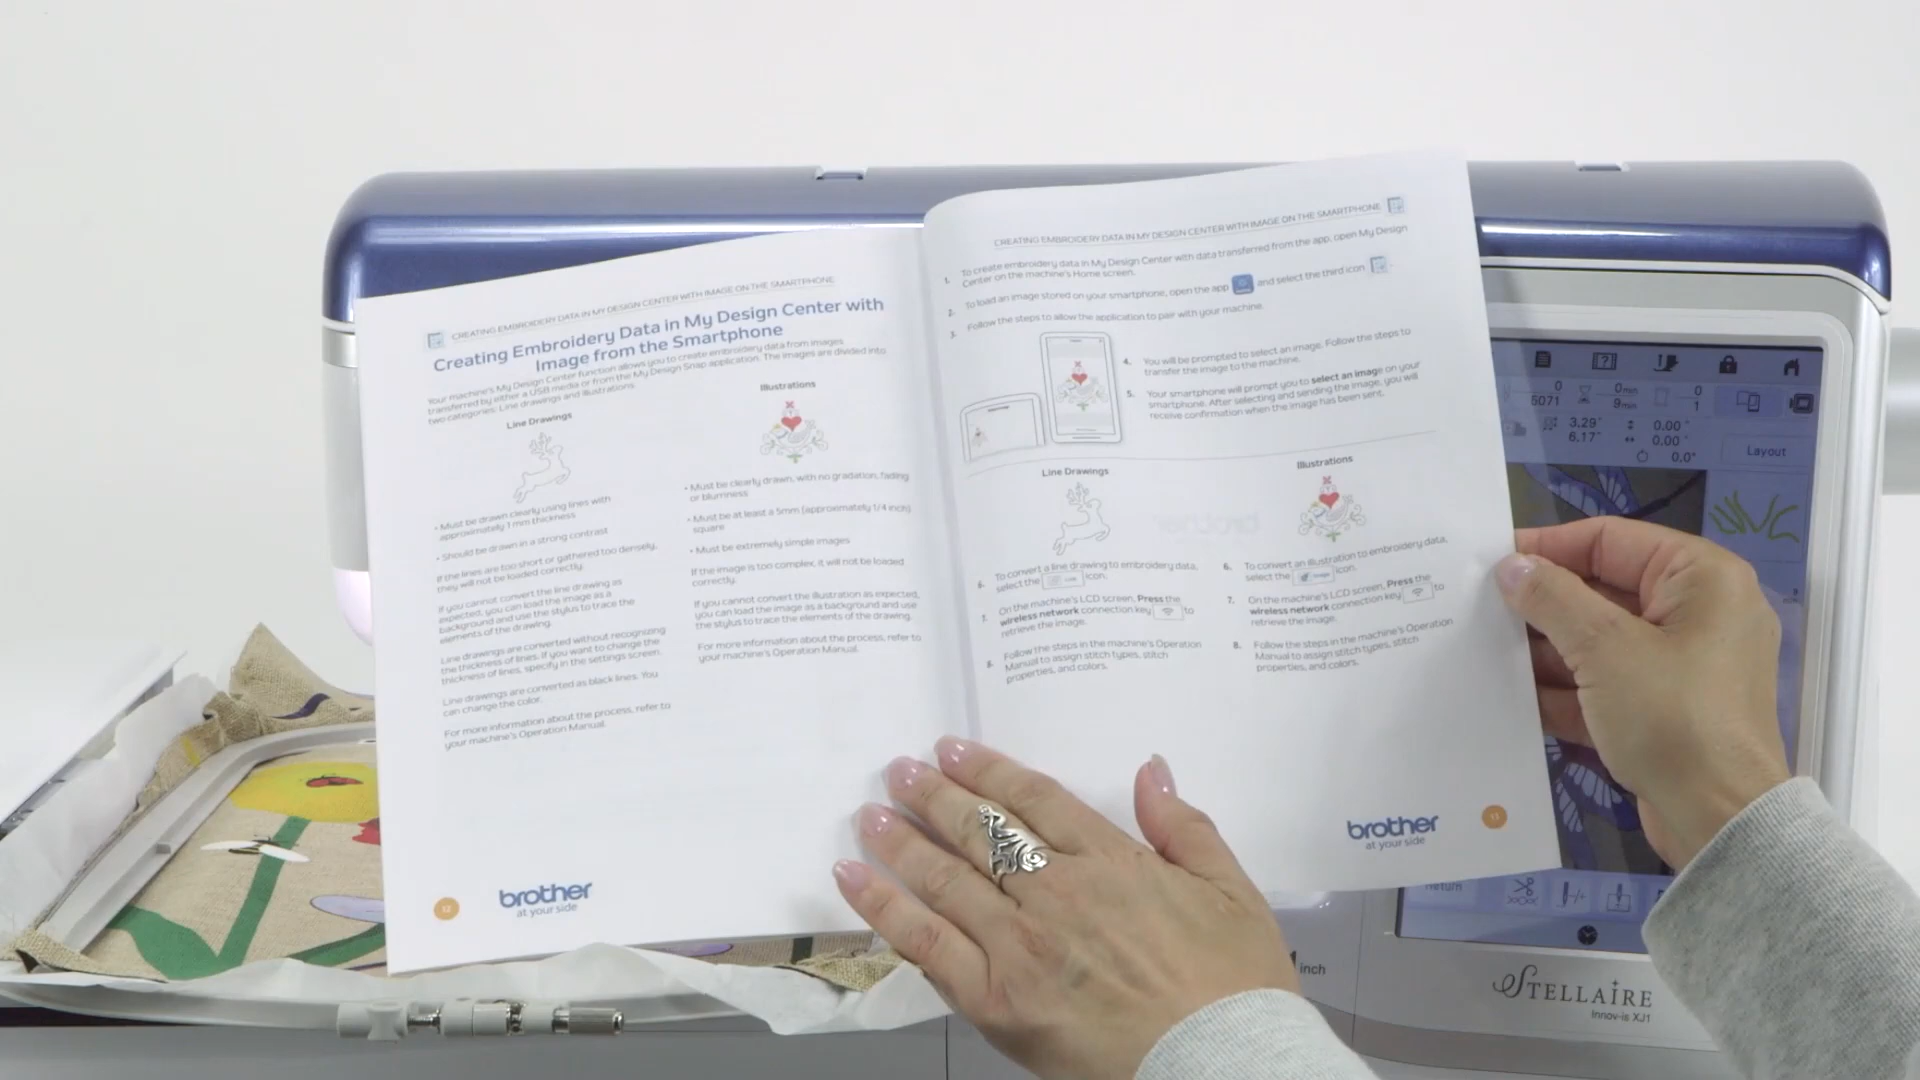 CREATING EMBROIDERY DATA IN MY DESIGN CENTER WITH IMAGE ON THE SMARTPHONE
Creating Embroidery Data in My Design Center with
Image from the Smartphone
Your machine's My Design Center function allows you to create embroidery data from images
transferred by either a USB media or from the My Design Snap application. The images are divided into
two categories: Line drawings and illustrations.
Line Drawings
• Must be drawn clearly using lines with
approximately 1 mm thickness
• Should be drawn in a strong contrast
If the lines are too short or gathered too densely,
they will not be loaded correctly.
If you cannot convert the line drawing as
expected, you can load the image as a
background and use the stylus to trace the
elements of the drawing.
Line drawings are converted without recognizing
the thickness of lines. If you want to change the
thickness of lines, specify in the settings screen.
Line drawings are converted as black lines. You
can change the color.
For more information about the process, refer to
your machine's Operation Manual.
Illustrations
• Must be clearly drawn, with no gradation, fading
or blurriness
• Must be at least a 5mm (approximately 1/4 inch)
square
• Must be extremely simple images
If the image is too complex, it will not be loaded
correctly.
If you cannot convert the illustration as expected,
you can load the image as a background and use
the stylus to trace the elements of the drawing.
For more information about the process, refer to
your machine's Operation Manual.
12
brother
at your side
CREATING EMBROIDERY DATA IN MY DESIGN CENTER WITH IMAGE ON THE SMARTPHONE
1. To create embroidery data in My Design Center with data transferred from the app, open My Design
Center on the machine's Home screen.
2. To load an image stored on your smartphone, open the app and select the third icon
3. Follow the steps to allow the application to pair with your machine.
4. You will be prompted to select an image. Follow the steps to
transfer the image to the machine.
5. Your smartphone will prompt you to select an image on your
smartphone. After selecting and sending the image, you will
receive confirmation when the image has been sent.
Line Drawings
6. To convert a line drawing to embroidery data,
select the Line icon.
7. On the machine's LCD screen, Press the
wireless network connection key to
retrieve the image.
8. Follow the steps in the machine's Operation
Manual to assign stitch types, stitch
properties, and colors.
Illustrations
6. To convert an illustration to embroidery data,
select the icon.
7. On the machine's LCD screen, Press the
wireless network connection key to
retrieve the image.
8. Follow the steps in the machine's Operation
Manual to assign stitch types, stitch
properties, and colors.
brother
at your side
13
0
5071
0min
9min
0
1
3.29"
6.17"
0.00"
0.00"
0.0°
Layout
Return
inch
STELLAIRE
Innov-is XJ1